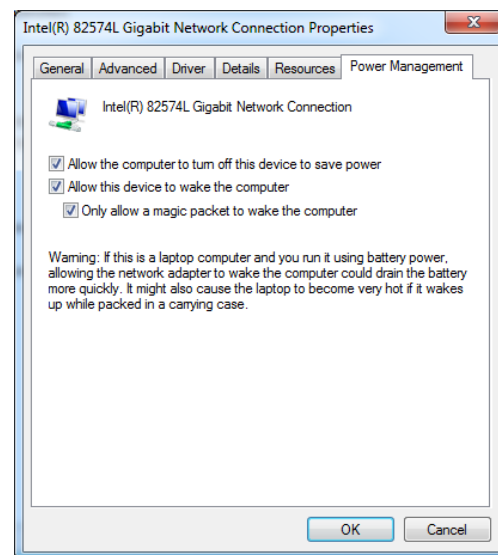 Intel(R) 82574L Gigabit Network Connection Properties
General Advanced Driver Details Resources Power Management
Intel(R) 82574L Gigabit Network Connection
Allow the computer to turn off this device to save power
Allow this device to wake the computer
Only allow a magic packet to wake the computer
Warning: If this is a laptop computer and you run it using battery power,
allowing the network adapter to wake the computer could drain the battery
more quickly. It might also cause the laptop to become very hot if it wakes
up while packed in a carrying case.
OK Cancel